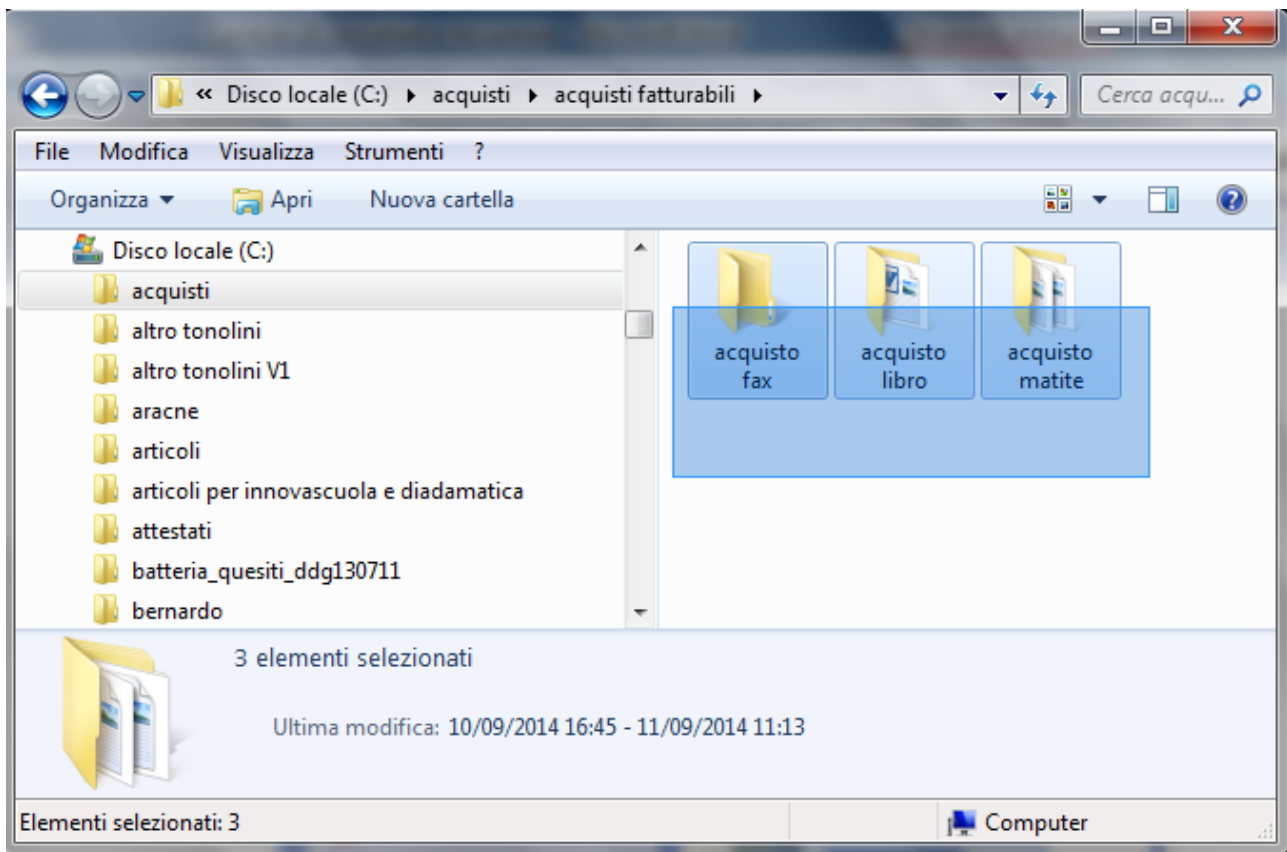 « Disco locale (C:) ▸ acquisti ▸ acquisti fatturabili ▸ Cerca acqu...
File Modifica Visualizza Strumenti ?
Organizza Apri Nuova cartella
Disco locale (C:)
acquisti
altro tonolini
altro tonolini V1
aracne
articoli
articoli per innovascuola e diadamatica
attestati
batteria_quesiti_ddg130711
bernardo
acquisto
fax
acquisto
libro
acquisto
matite
3 elementi selezionati
Ultima modifica: 10/09/2014 16:45 - 11/09/2014 11:13
Elementi selezionati: 3 Computer